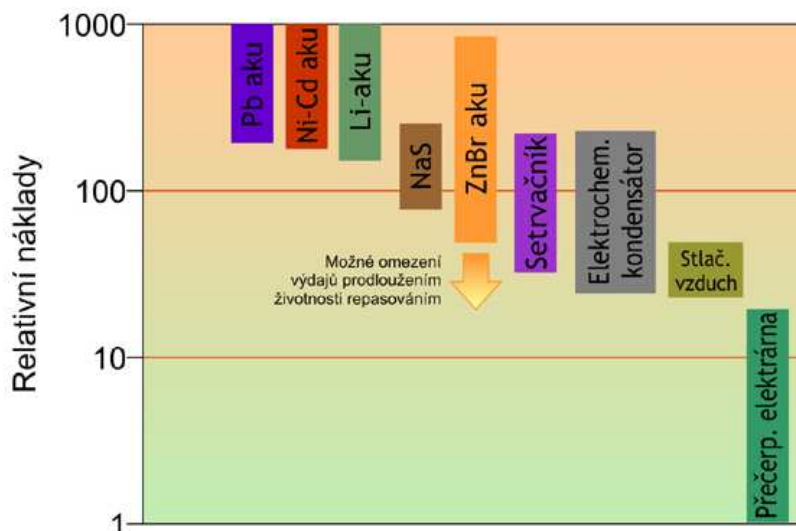 1000
100
10
1
Relativní náklady
Pb aku
Ni-Cd aku
Li-aku
NaS
ZnBr aku
Setrvačník
Elektrochem.
kondensátor
Stlač.
vzduch
Přečerp. elektrárna
Možné omezení
výdajů prodloužením
životnosti repasováním